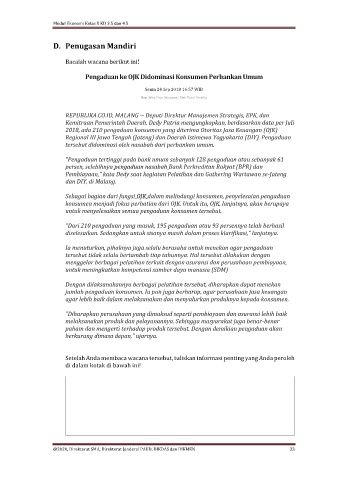 Modul Ekonomi Kelas X KD 3.5 dan 4.5
D. Penugasan Mandiri
Bacalah wacana berikut ini!
Pengaduan ke OJK Didominasi Konsumen Perbankan Umum
Senin 24 Sep 2018 16:57 WIB
REPUBLIKA.CO.ID, MALANG -- Deputi Direktur Manajemen Strategis, EPK, dan
Kemitraan Pemerintah Daerah, Dedy Patria mengungkapkan, berdasarkan data per Juli
2018, ada 210 pengaduan konsumen yang diterima Otoritas Jasa Keuangan (OJK)
Regional III Jawa Tengah (Jateng) dan Daerah Istimewa Yogyakarta (DIY). Pengaduan
tersebut didominasi oleh nasabah dari perbankan umum.
"Pengaduan tertinggi pada bank umum sebanyak 128 pengaduan atau sebanyak 61
persen, selebihnya pengaduan nasabah Bank Perkreditan Rakyat (BPR) dan
Pembiayaan," kata Dedy saat kegiatan Pelatihan dan Gathering Wartawan se-Jateng
dan DIY, di Malang.
Sebagai bagian dari fungsi OJK,dalam melindungi konsumen, penyelesaian pengaduan
konsumen menjadi fokus perhatian dari OJK. Untuk itu, OJK, lanjutnya, akan berupaya
untuk menyelesaikan semua pengaduan konsumen tersebut.
"Dari 210 pengaduan yang masuk, 195 pengaduan atau 93 persennya telah berhasil
diselesaikan. Sedangkan untuk sisanya masih dalam proses klarifikasi," lanjutnya.
Ia menuturkan, pihaknya juga selalu berusaha untuk menekan agar pengaduan
tersebut tidak selalu bertambah tiap tahunnya. Hal tersebut dilakukan dengan
menggelar berbagai pelatihan terkait dengan asuransi dan perusahaan pembiayaan,
untuk meningkatkan kompetensi sumber daya manusia (SDM)
Dengan dilaksanakannya berbagai pelatihan tersebut, diharapkan dapat menekan
jumlah pengaduan konsumen. Ia pun juga berharap, agar perusahaan jasa keuangan
agar lebih baik dalam melaksanakan dan menyalurkan produknya kepada konsumen.
"Diharapkan perusahaan yang dimaksud seperti pembiayaan dan asuransi lebih baik
melaksanakan produk dan pelayanannya. Sehingga masyarakat juga benar-benar
paham dan mengerti terhadap produk tersebut. Dengan demikian pengaduan akan
berkurang dimasa depan," ujarnya.
Setelah Anda membaca wacana tersebut, tuliskan informasi penting yang Anda peroleh
di dalam kotak di bawah ini!
@2020, Direktorat SMA, Direktorat Jenderal PAUD, DIKDAS dan DIKMEN